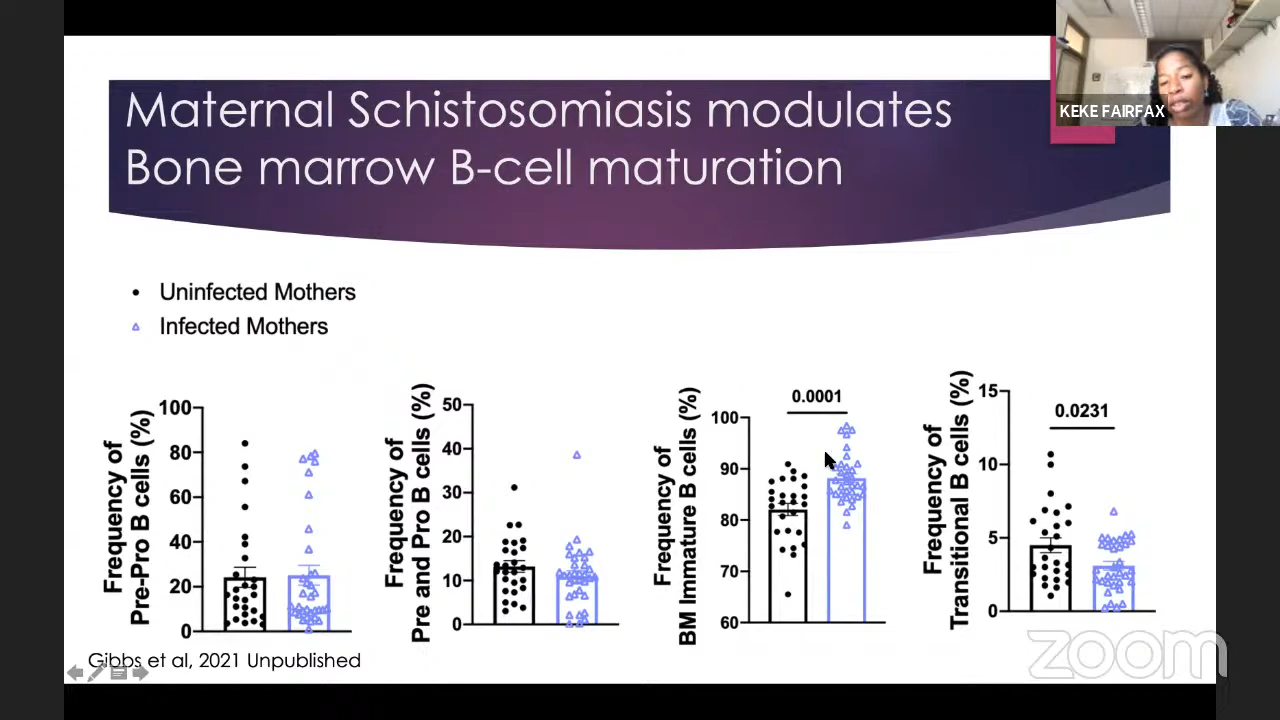 Maternal Schistosomiasis modulates
Bone marrow B-cell maturation
KEKE FAIRFAX
• Uninfected Mothers
Infected Mothers
Frequency of
Pre-Pro B cells (%)
100
80
60
40
20
0
Frequency of
Pre and Pro B cells (%)
50
40
30
20
10
0
Frequency of
BM Immature B cells (%)
100
90
80
70
60
0.0001
Frequency of
Transitional B cells (%)
15
10
5
0
0.0231
Gibbs et al, 2021 Unpublished
zoom